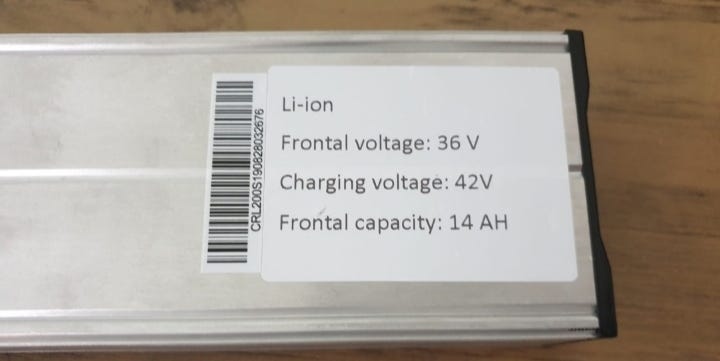 Li-ion
Frontal voltage: 36 V
Charging voltage: 42V
Frontal capacity: 14 AH
CRL200S190828032676